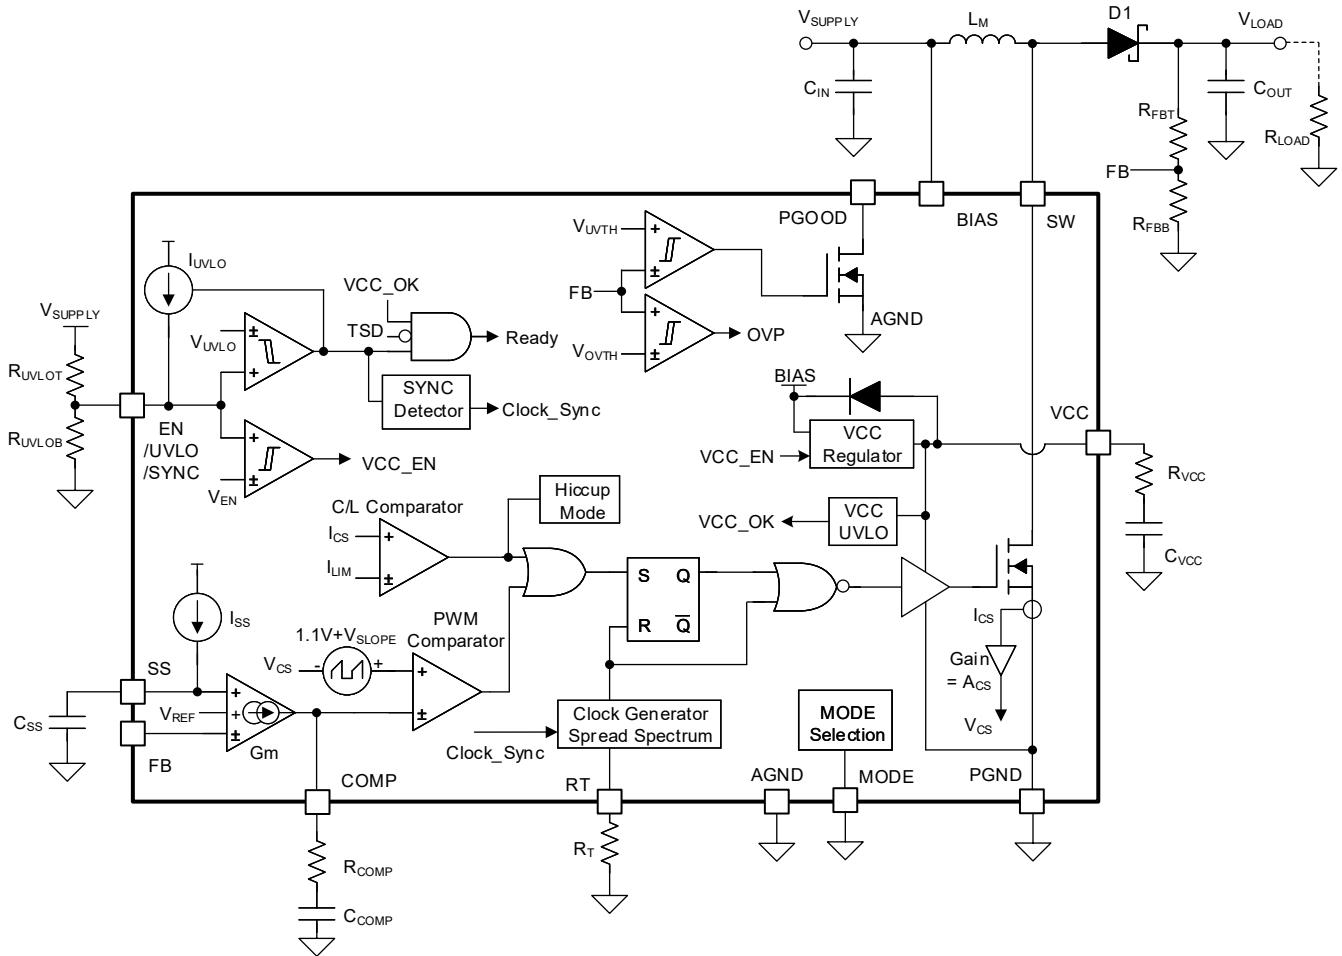 VSUPPLY
LM
D1
VLOAD
CIN
COUT
RFBT
RLOAD
FB
RFBB
PGOOD
BIAS
SW
IUVLO
VCC_OK
VUVTH
+
±
FB
+
±
VOVTH
OVP
AGND
VSUPPLY
VUVLO
±
+
TSD
Ready
RUVLOT
RUVLOB
SYNC
Detector
Clock_Sync
EN
/UVLO
/SYNC
+
±
VEN
VCC_EN
BIAS
VCC
Regulator
VCC_EN
VCC
RVCC
CVCC
VCC_OK
VCC
UVLO
C/L Comparator
Hiccup
Mode
ICS
+
ILIM
±
S
Q
R
Q̅
ISS
1.1V+VSLOPE
PWM
Comparator
VCS
-
+
+
±
ICS
Gain
= ACS
VCS
SS
VREF
+
+
±
CSS
FB
Gm
Clock Generator
Spread Spectrum
Clock_Sync
MODE
Selection
COMP
RT
AGND
MODE
PGND
RCOMP
CCOMP
RT